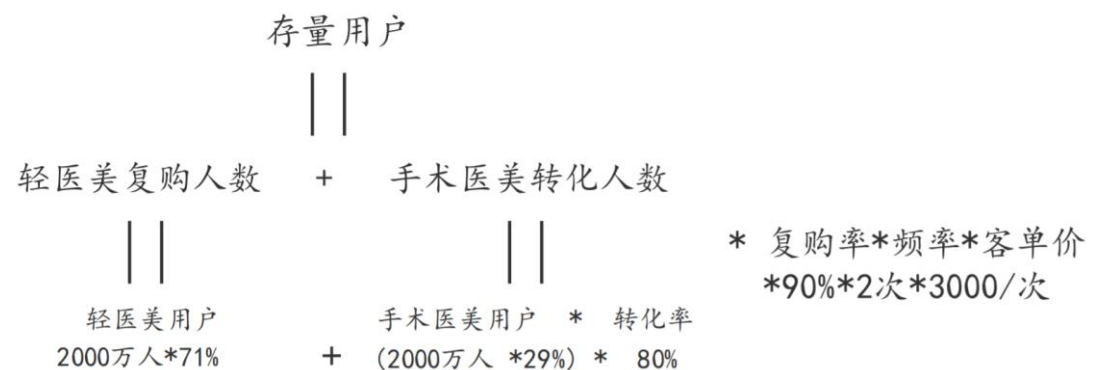 存量用户
轻医美复购人数 + 手术医美转化人数
* 复购率*频率*客单价
*90%*2次*3000/次
轻医美用户 手术医美用户 * 转化率
2000万人*71% + (2000万人 *29%) * 80%